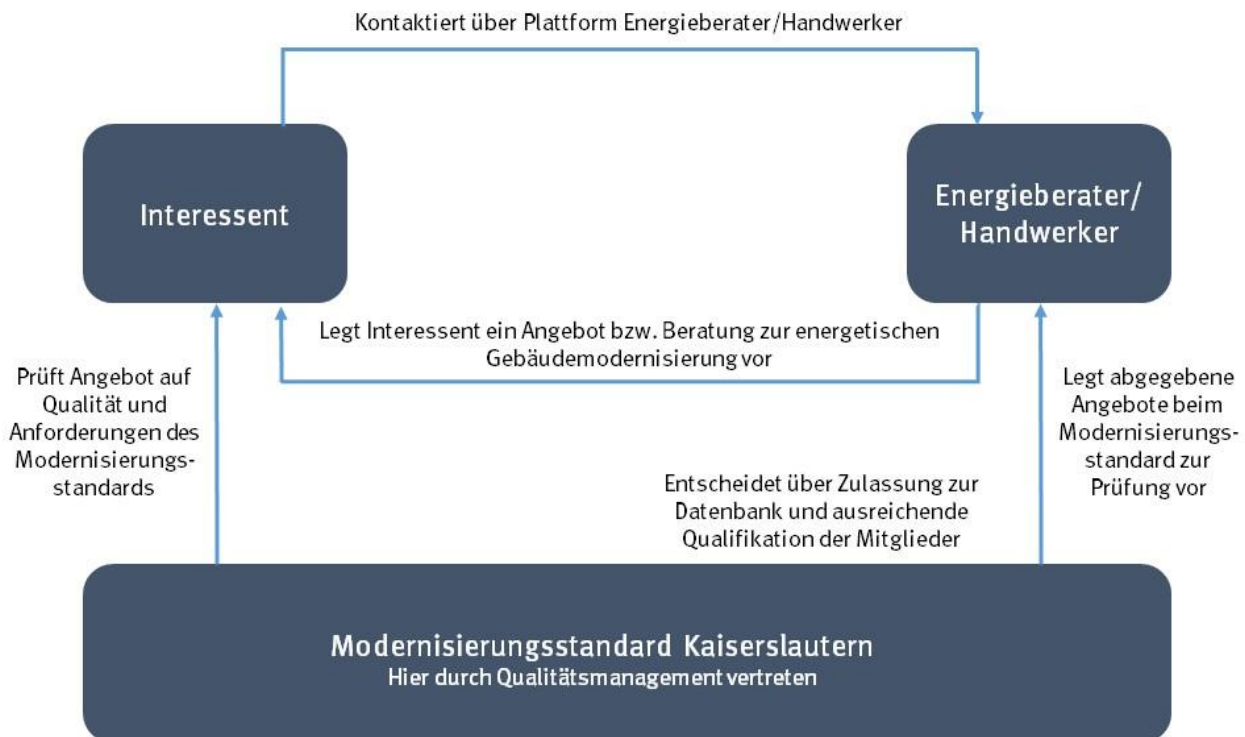 Kontaktiert über Plattform Energieberater/Handwerker
Interessent
Energieberater/
Handwerker
Legt Interessent ein Angebot bzw. Beratung zur energetischen
Gebäudemodernisierung vor
Prüft Angebot auf
Qualität und
Anforderungen des
Modernisierungs-
standards
Legt abgegebene
Angebote beim
Modernisierungs-
standard zur
Prüfung vor
Entscheidet über Zulassung zur
Datenbank und ausreichende
Qualifikation der Mitglieder
Modernisierungsstandard Kaiserslautern
Hier durch Qualitätsmanagement vertreten